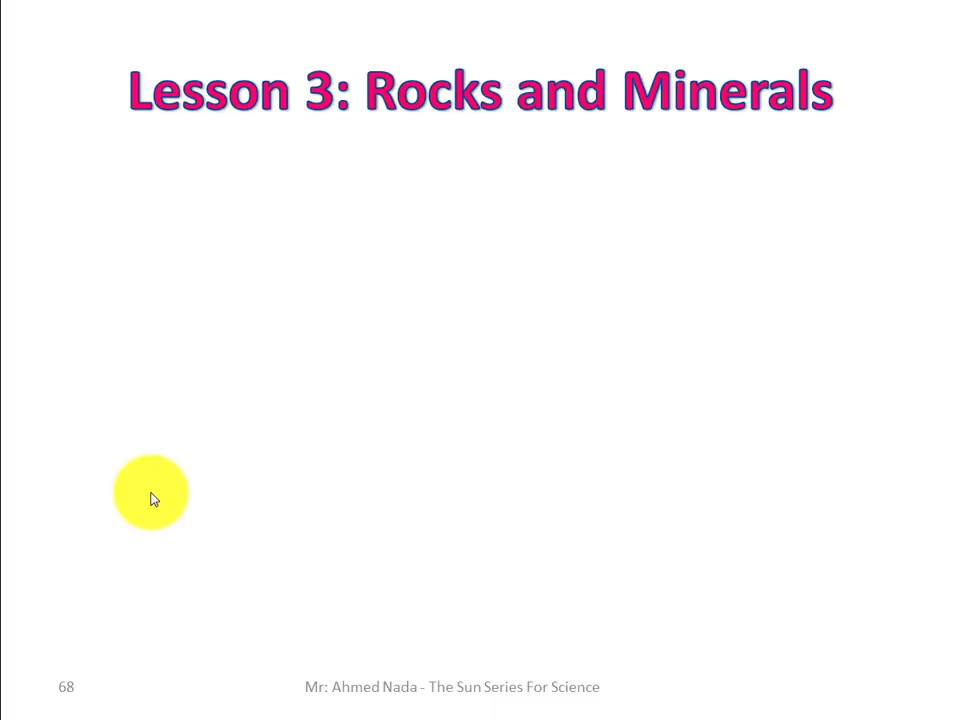 Lesson 3: Rocks and Minerals
68
Mr: Ahmed Nada - The Sun Series For Science